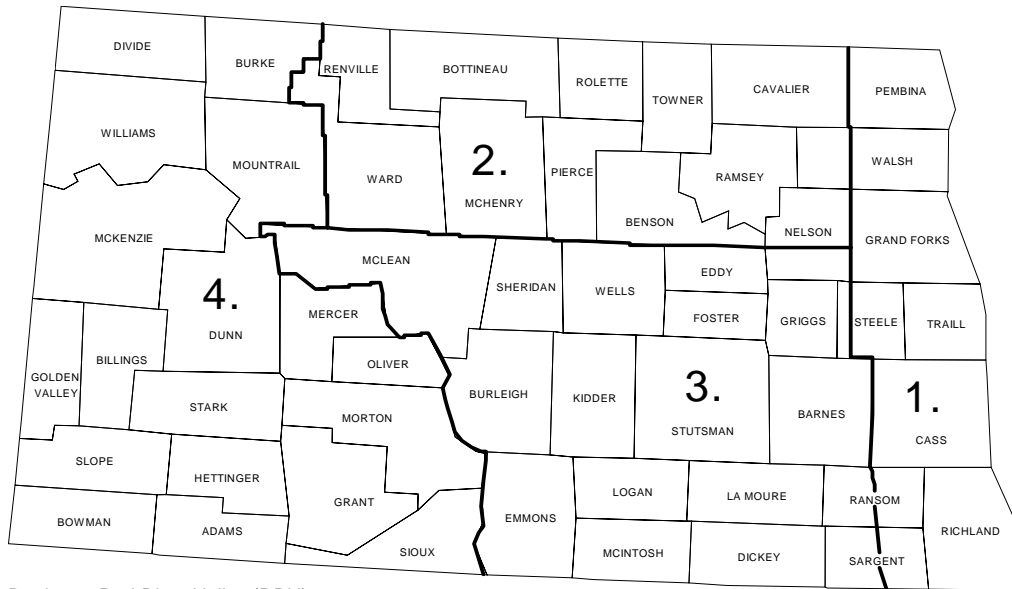 DIVIDE
BURKE
RENVILLE
BOTTINEAU
ROLETTE
TOWNER
CAVALIER
PEMBINA
WILLIAMS
MOUNTRAIL
WARD
2.
MCHENRY
PIERCE
BENSON
RAMSEY
WALSH
NELSON
GRAND FORKS
MCKENZIE
MCLEAN
SHERIDAN
WELLS
EDDY
FOSTER
GRIGGS
STEELE
TRAILL
4.
DUNN
MERCER
OLIVER
GOLDEN
VALLEY
BILLINGS
STARK
MORTON
BURLEIGH
KIDDER
3.
STUTSMAN
BARNES
1.
CASS
SLOPE
HETTINGER
GRANT
EMMONS
LOGAN
LA MOURE
RANSOM
RICHLAND
BOWMAN
ADAMS
SIOUX
MCINTOSH
DICKEY
SARGENT